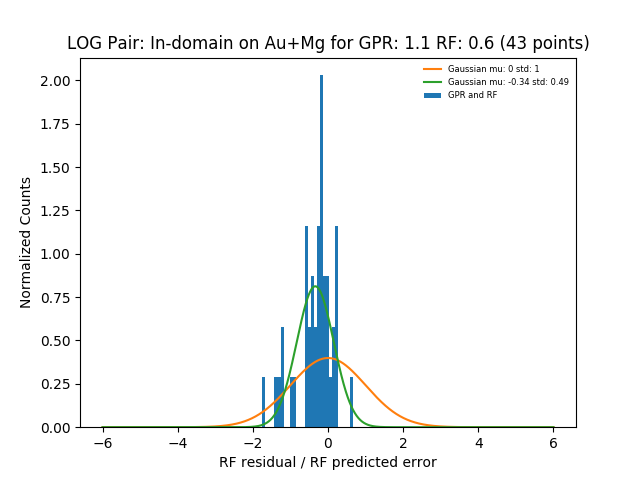 LOG Pair: In-domain on Au+Mg for GPR: 1.1 RF: 0.6 (43 points)
Gaussian mu: 0 std: 1
Gaussian mu: -0.34 std: 0.49
GPR and RF
Normalized Counts
2.00
1.75
1.50
1.25
1.00
0.75
0.50
0.25
0.00
−6 −4 −2 0 2 4 6
RF residual / RF predicted error